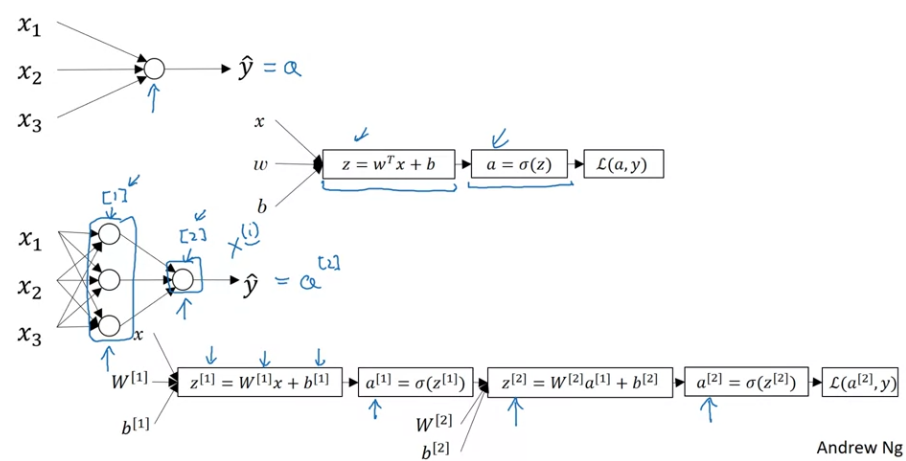 x₁
x₂
x₃
ŷ = a
x
w
b
z = wᵀx + b
a = σ(z)
ℒ(a, y)
[1]
[2]
x⁽ⁱ⁾
x₁
x₂
x₃
ŷ = a^[2]
x
W^[1]
b^[1]
z^[1] = W^[1]x + b^[1]
a^[1] = σ(z^[1])
z^[2] = W^[2]a^[1] + b^[2]
a^[2] = σ(z^[2])
ℒ(a^[2], y)
W^[2]
b^[2]
Andrew Ng